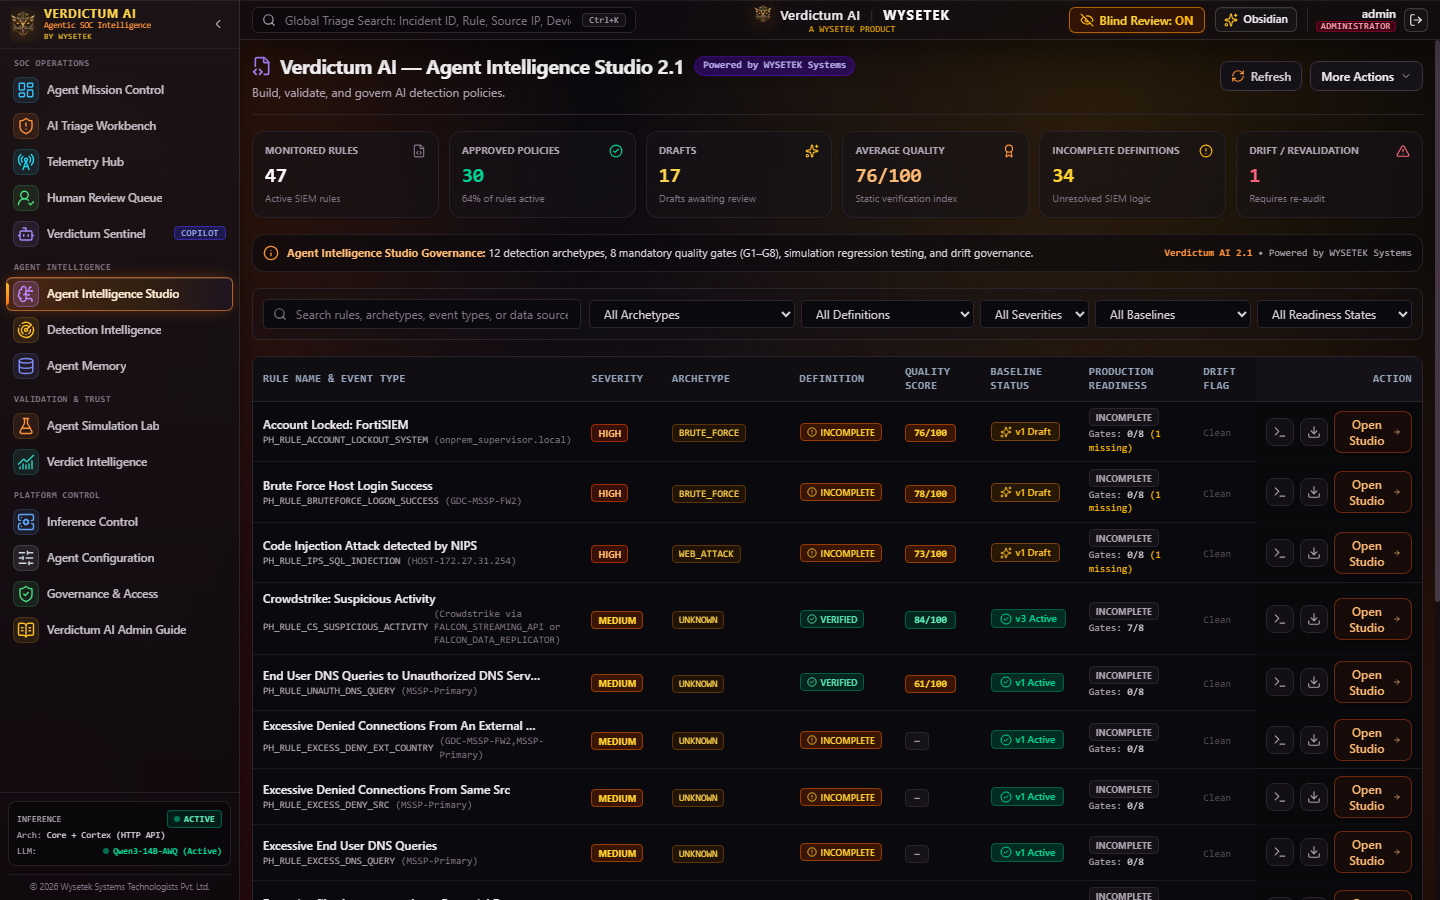 VERDICTUM AI
Agentic SOC Intelligence
BY WYSETEK
Global Triage Search: Incident ID, Rule, Source IP, Devi
Ctrl+K
Verdictum AI | WYSETEK
A WYSETEK PRODUCT
Blind Review: ON
Obsidian
admin
ADMINISTRATOR
SOC OPERATIONS
Agent Mission Control
AI Triage Workbench
Telemetry Hub
Human Review Queue
Verdictum Sentinel
COPILOT
AGENT INTELLIGENCE
Agent Intelligence Studio
Detection Intelligence
Agent Memory
VALIDATION & TRUST
Agent Simulation Lab
Verdict Intelligence
PLATFORM CONTROL
Inference Control
Agent Configuration
Governance & Access
Verdictum AI Admin Guide
INFERENCE
ACTIVE
Arch: Core + Cortex (HTTP API)
LLM: Qwen3-14B-AWQ (Active)
© 2026 Wysetek Systems Technologists Pvt. Ltd.
Verdictum AI — Agent Intelligence Studio 2.1
Powered by WYSETEK Systems
Build, validate, and govern AI detection policies.
Refresh
More Actions
MONITORED RULES
47
Active SIEM rules
APPROVED POLICIES
30
64% of rules active
DRAFTS
17
Drafts awaiting review
AVERAGE QUALITY
76/100
Static verification index
INCOMPLETE DEFINITIONS
34
Unresolved SIEM logic
DRIFT / REVALIDATION
1
Requires re-audit
Agent Intelligence Studio Governance: 12 detection archetypes, 8 mandatory quality gates (G1–G8), simulation regression testing, and drift governance.
Verdictum AI 2.1 • Powered by WYSETEK Systems
Search rules, archetypes, event types, or data source
All Archetypes
All Definitions
All Severities
All Baselines
All Readiness States
RULE NAME & EVENT TYPE
SEVERITY
ARCHETYPE
DEFINITION
QUALITY
SCORE
BASELINE
STATUS
PRODUCTION
READINESS
DRIFT
FLAG
ACTION
Account Locked: FortiSIEM
PH_RULE_ACCOUNT_LOCKOUT_SYSTEM (onprem_supervisor.local)
HIGH
BRUTE_FORCE
INCOMPLETE
76/100
v1 Draft
INCOMPLETE
Gates: 0/8 (1
missing)
Clean
Open
Studio
Brute Force Host Login Success
PH_RULE_BRUTEFORCE_LOGON_SUCCESS (GDC-MSSP-FW2)
HIGH
BRUTE_FORCE
INCOMPLETE
78/100
v1 Draft
INCOMPLETE
Gates: 0/8 (1
missing)
Clean
Open
Studio
Code Injection Attack detected by NIPS
PH_RULE_IPS_SQL_INJECTION (HOST-172.27.31.254)
HIGH
WEB_ATTACK
INCOMPLETE
73/100
v1 Draft
INCOMPLETE
Gates: 0/8 (1
missing)
Clean
Open
Studio
Crowdstrike: Suspicious Activity
PH_RULE_CS_SUSPICIOUS_ACTIVITY
(Crowdstrike via
FALCON_STREAMING_API or
FALCON_DATA_REPLICATOR)
MEDIUM
UNKNOWN
VERIFIED
84/100
v3 Active
INCOMPLETE
Gates: 7/8
Clean
Open
Studio
End User DNS Queries to Unauthorized DNS Serv...
PH_RULE_UNAUTH_DNS_QUERY (MSSP-Primary)
MEDIUM
UNKNOWN
VERIFIED
61/100
v1 Active
INCOMPLETE
Gates: 0/8
Clean
Open
Studio
Excessive Denied Connections From An External ...
PH_RULE_EXCESS_DENY_EXT_COUNTRY
(GDC-MSSP-FW2,MSSP-
Primary)
MEDIUM
UNKNOWN
INCOMPLETE
–
v1 Active
INCOMPLETE
Gates: 0/8
Clean
Open
Studio
Excessive Denied Connections From Same Src
PH_RULE_EXCESS_DENY_SRC (MSSP-Primary)
MEDIUM
UNKNOWN
INCOMPLETE
–
v1 Active
INCOMPLETE
Gates: 0/8
Clean
Open
Studio
Excessive End User DNS Queries
PH_RULE_EXCESS_DNS_QUERY (MSSP-Primary)
MEDIUM
UNKNOWN
INCOMPLETE
–
v1 Active
INCOMPLETE
Gates: 0/8
Clean
Open
Studio
INCOMPLETE